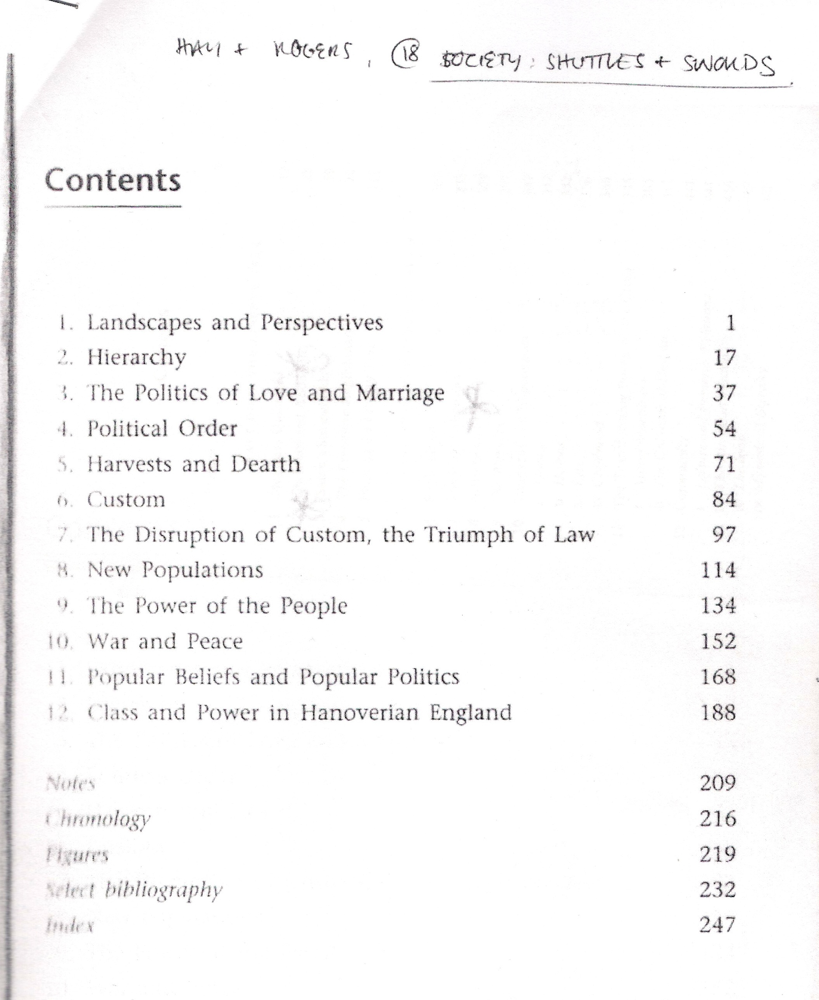 HAY + ROGERS, 18 SOCIETY: SHUTTLES + SWORDS.
Contents
1. Landscapes and Perspectives 1
2. Hierarchy 17
3. The Politics of Love and Marriage 37
4. Political Order 54
5. Harvests and Dearth 71
6. Custom 84
7. The Disruption of Custom, the Triumph of Law 97
8. New Populations 114
9. The Power of the People 134
10. War and Peace 152
11. Popular Beliefs and Popular Politics 168
12. Class and Power in Hanoverian England 188
Notes 209
Chronology 216
Figures 219
Select bibliography 232
Index 247